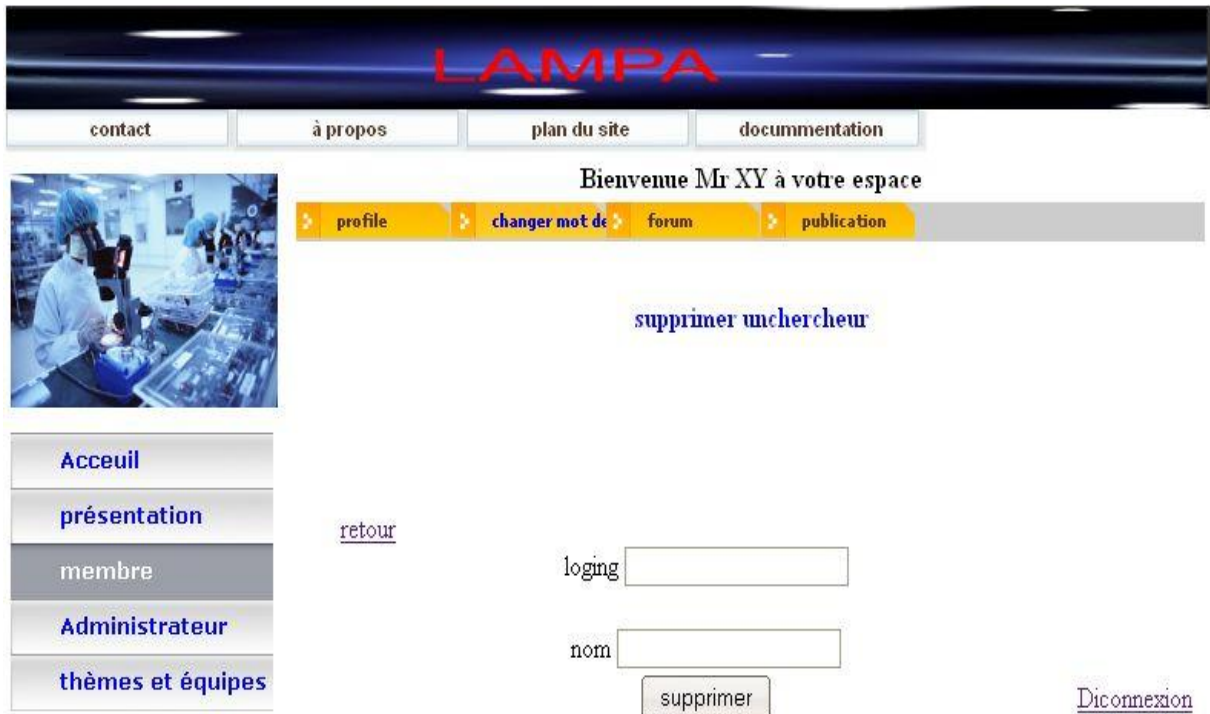 LAMPA
contact à propos plan du site docummentation
Bienvenue Mr XY à votre espace
profile changer mot de forum publication
supprimer unchercheur
Acceuil
présentation
membre
Administrateur
thèmes et équipes
retour
loging
nom
supprimer
Diconnexion